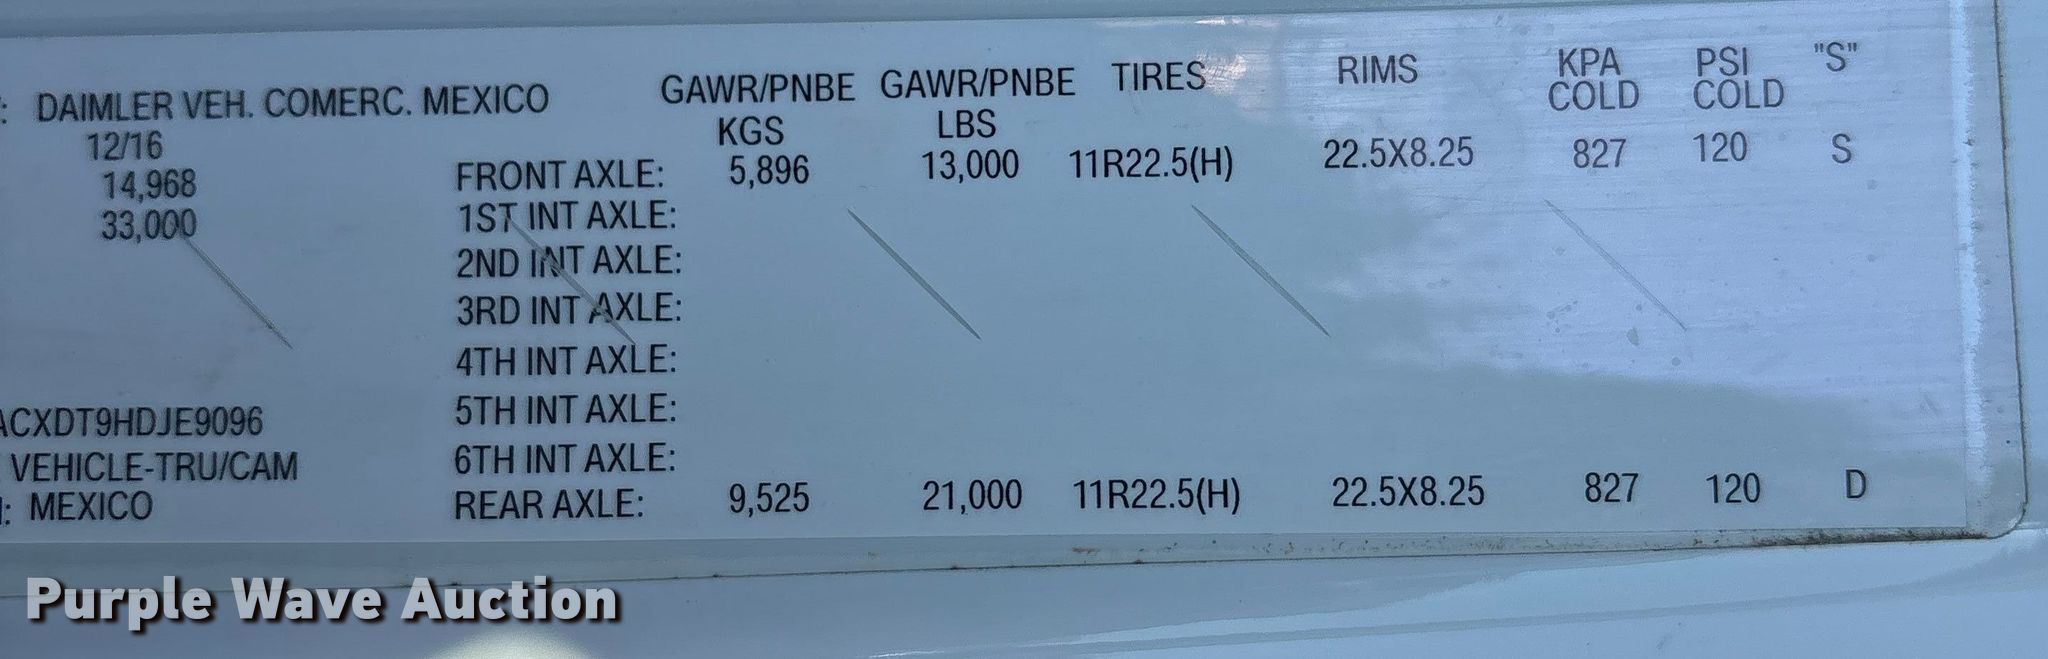 : DAIMLER VEH. COMERC. MEXICO GAWR/PNBE GAWR/PNBE TIRES RIMS KPA PSI "S"
12/16 KGS LBS COLD COLD
14,968 FRONT AXLE: 5,896 13,000 11R22.5(H) 22.5X8.25 827 120 S
33,000 1ST INT AXLE:
2ND INT AXLE:
3RD INT AXLE:
4TH INT AXLE:
ACXDT9HDJE9096 5TH INT AXLE:
VEHICLE-TRU/CAM 6TH INT AXLE:
: MEXICO REAR AXLE: 9,525 21,000 11R22.5(H) 22.5X8.25 827 120 D
Purple Wave Auction